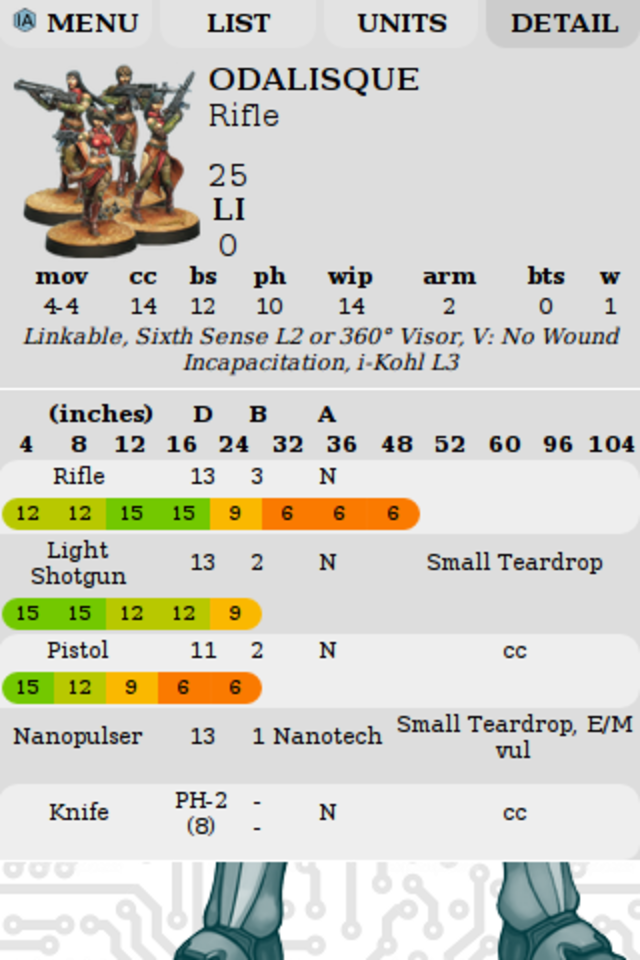 IA MENU LIST UNITS DETAIL
ODALISQUE
Rifle
25
LI
0
mov cc bs ph wip arm bts w
4-4 14 12 10 14 2 0 1
Linkable, Sixth Sense L2 or 360° Visor, V: No Wound
Incapacitation, i-Kohl L3
(inches) D B A
4 8 12 16 24 32 36 48 52 60 96 104
Rifle 13 3 N
12 12 15 15 9 6 6 6
Light
Shotgun 13 2 N Small Teardrop
15 15 12 12 9
Pistol 11 2 N cc
15 12 9 6 6
Nanopulser 13 1 Nanotech Small Teardrop, E/M
vul
Knife PH-2
(8) -
- N cc